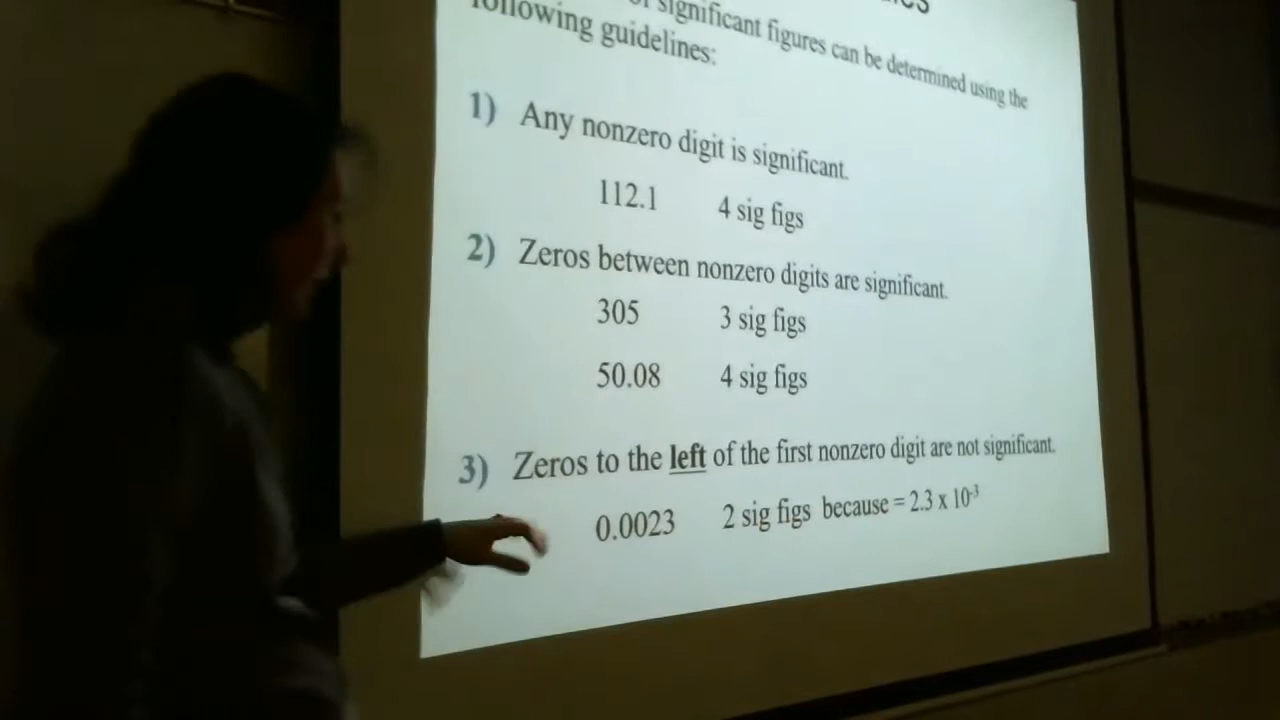 significant figures can be determined using the
following guidelines:
1) Any nonzero digit is significant.
112.1 4 sig figs
2) Zeros between nonzero digits are significant.
305 3 sig figs
50.08 4 sig figs
3) Zeros to the left of the first nonzero digit are not significant.
0.0023 2 sig figs because = 2.3 x 10⁻³